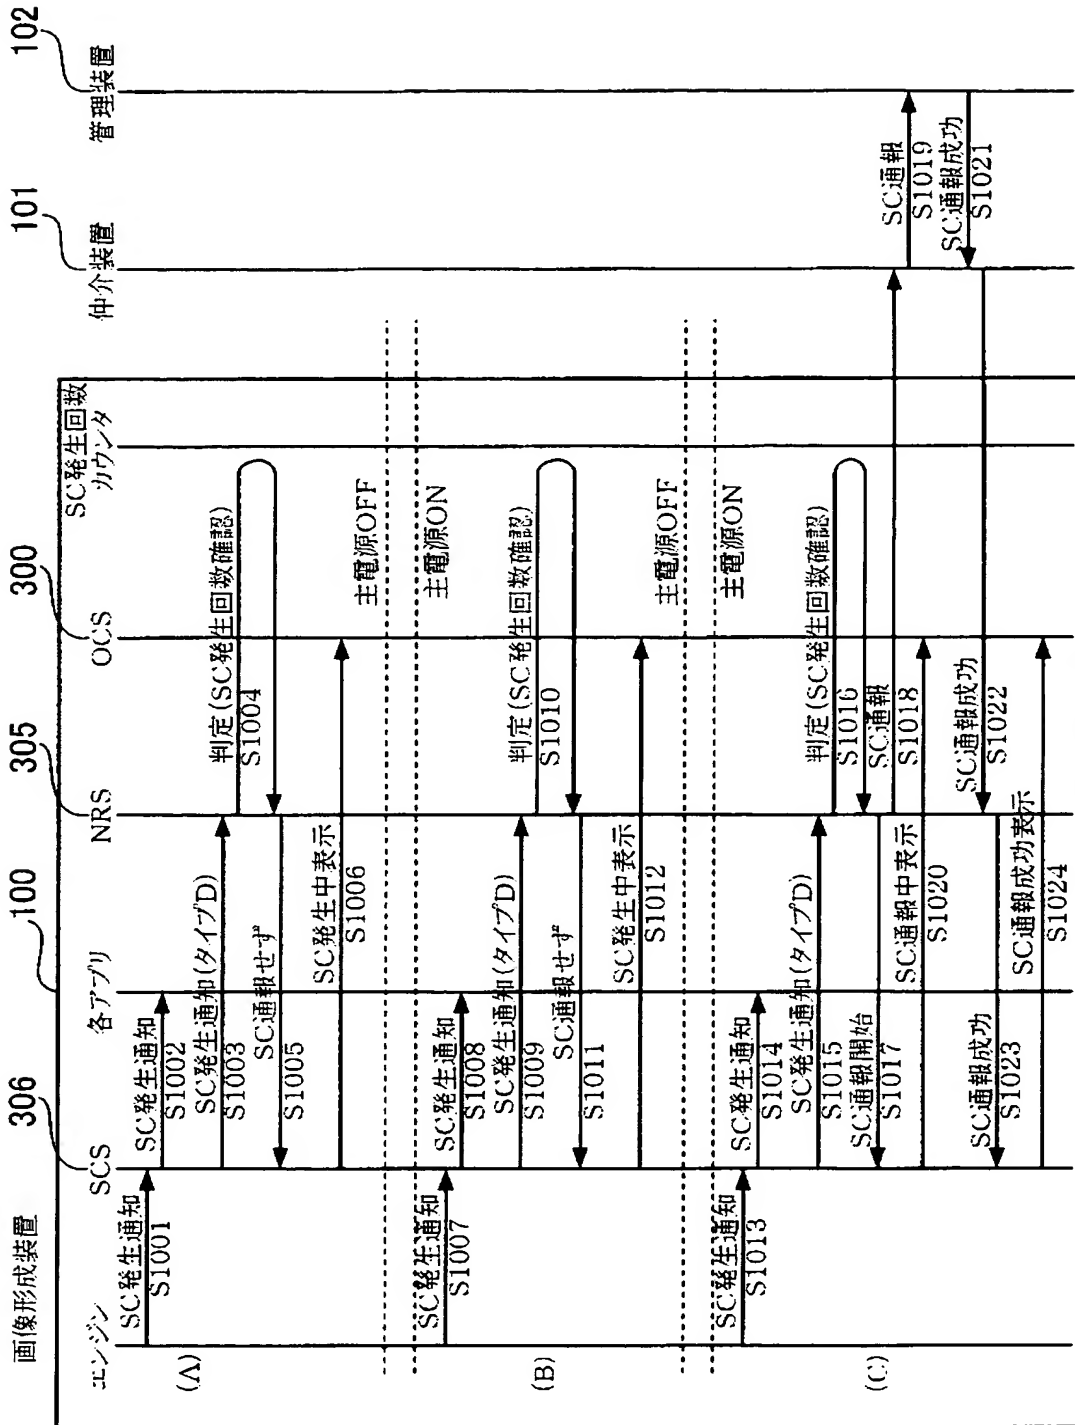 画像形成装置
100
306
305
300
101
102
エンジン
SCS
各アプリ
NRS
OCS
SC発生回数
カウンタ
仲介装置
管理装置
(A)
SC発生通知
S1001
SC発生通知
S1002
SC発生通知(タイプD)
S1003
判定(SC発生回数確認)
S1004
SC通報せず
S1005
SC発生中表示
S1006
主電源OFF
主電源ON
(B)
SC発生通知
S1007
SC発生通知
S1008
SC発生通知(タイプD)
S1009
判定(SC発生回数確認)
S1010
SC通報せず
S1011
SC発生中表示
S1012
主電源OFF
主電源ON
(C)
SC発生通知
S1013
SC発生通知
S1014
SC発生通知(タイプD)
S1015
判定(SC発生回数確認)
S1016
SC通報開始
S1017
SC通報
S1018
SC通報
S1019
SC通報中表示
S1020
SC通報成功
S1021
SC通報成功
S1022
SC通報成功
S1023
SC通報成功表示
S1024